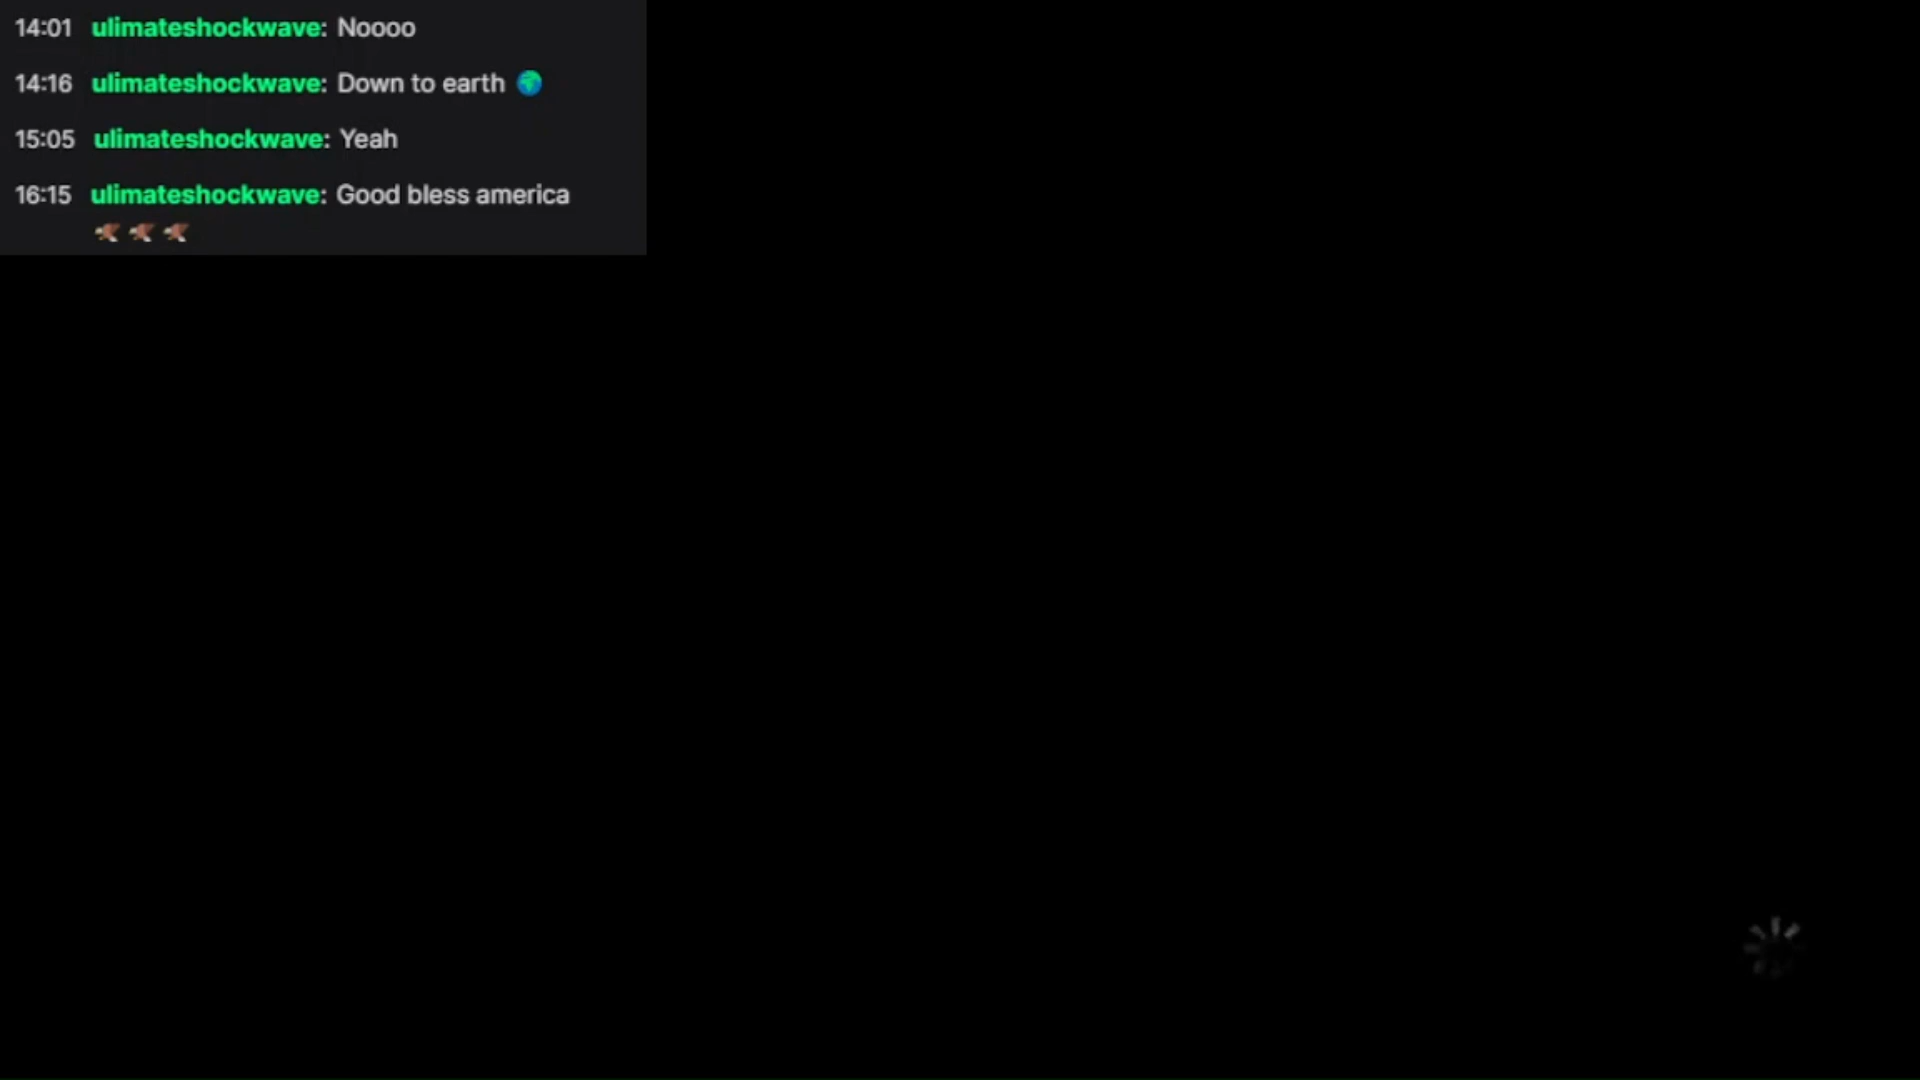 14:01 ulimateshockwave: Noooo
14:16 ulimateshockwave: Down to earth 🌍
15:05 ulimateshockwave: Yeah
16:15 ulimateshockwave: Good bless america
🦅 🦅 🦅